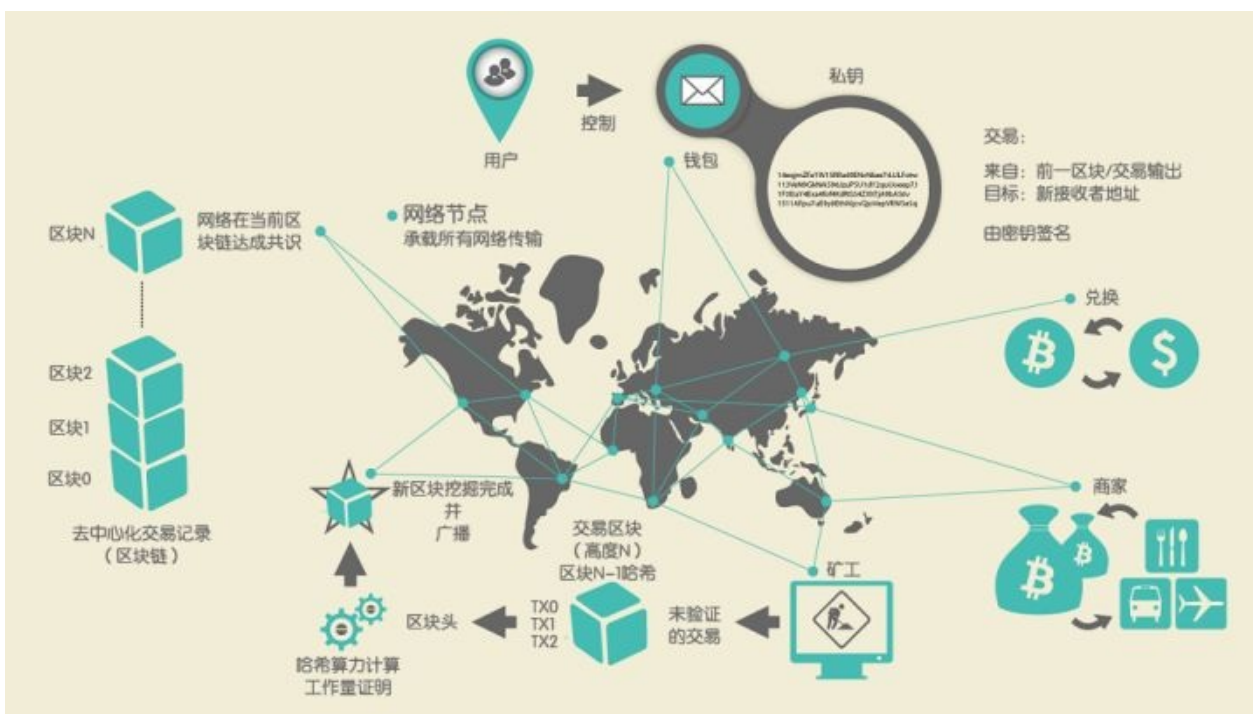 私钥
控制
用户
钱包
交易:
来自: 前一区块/交易输出
目标: 新接收者地址
由密钥签名
区块N
网络在当前区
块链达成共识
网络节点
承载所有网络传输
兑换
区块2
区块1
区块0
去中心化交易记录
(区块链)
新区块挖掘完成
并
广播
交易区块
(高度N)
区块N-1哈希
矿工
商家
TX0
TX1
TX2
区块头
未验证
的交易
哈希算力计算
工作量证明